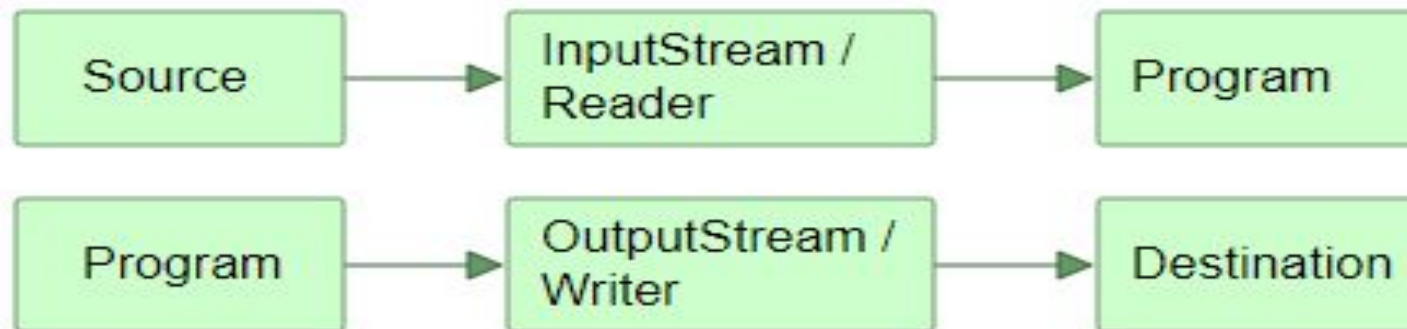 Source
InputStream /
Reader
Program
Program
OutputStream /
Writer
Destination